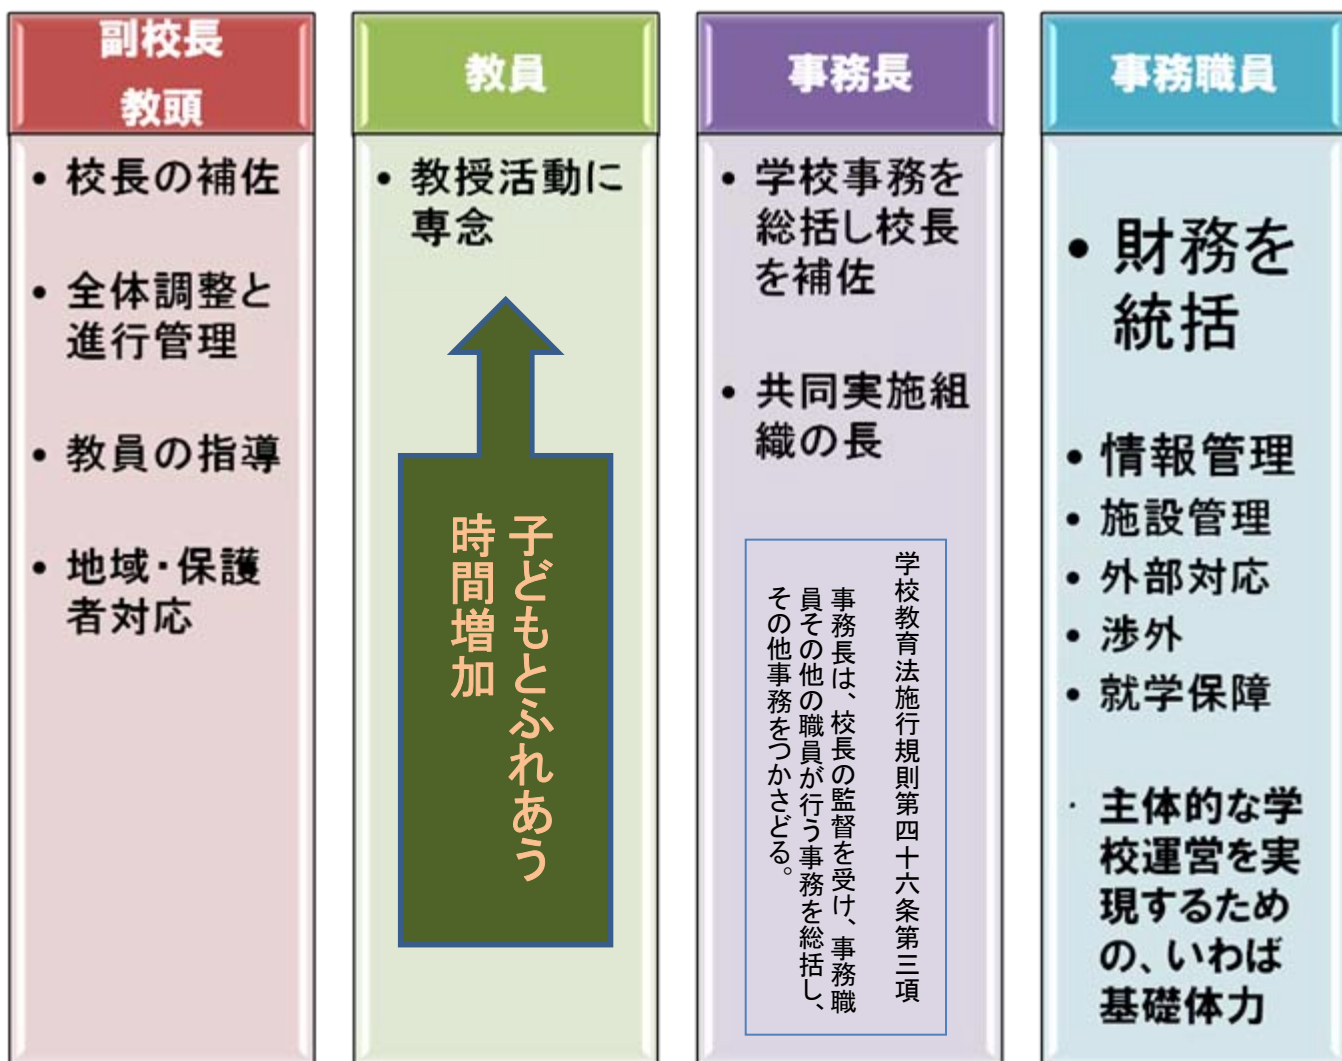 副校長
教頭
• 校長の補佐
• 全体調整と
進行管理
• 教員の指導
• 地域・保護
者対応
教員
• 教授活動に
専念
子どもとふれあう
時間増加
事務長
• 学校事務を
総括し校長
を補佐
• 共同実施組
織の長
学校教育法施行規則第四十六条第三項
事務長は、校長の監督を受け、事務職
員その他の職員が行う事務を総括し、
その他事務をつかさどる。
事務職員
• 財務を
統括
• 情報管理
• 施設管理
• 外部対応
• 渉外
• 就学保障
・ 主体的な学
校運営を実
現するため
の、いわば
基礎体力